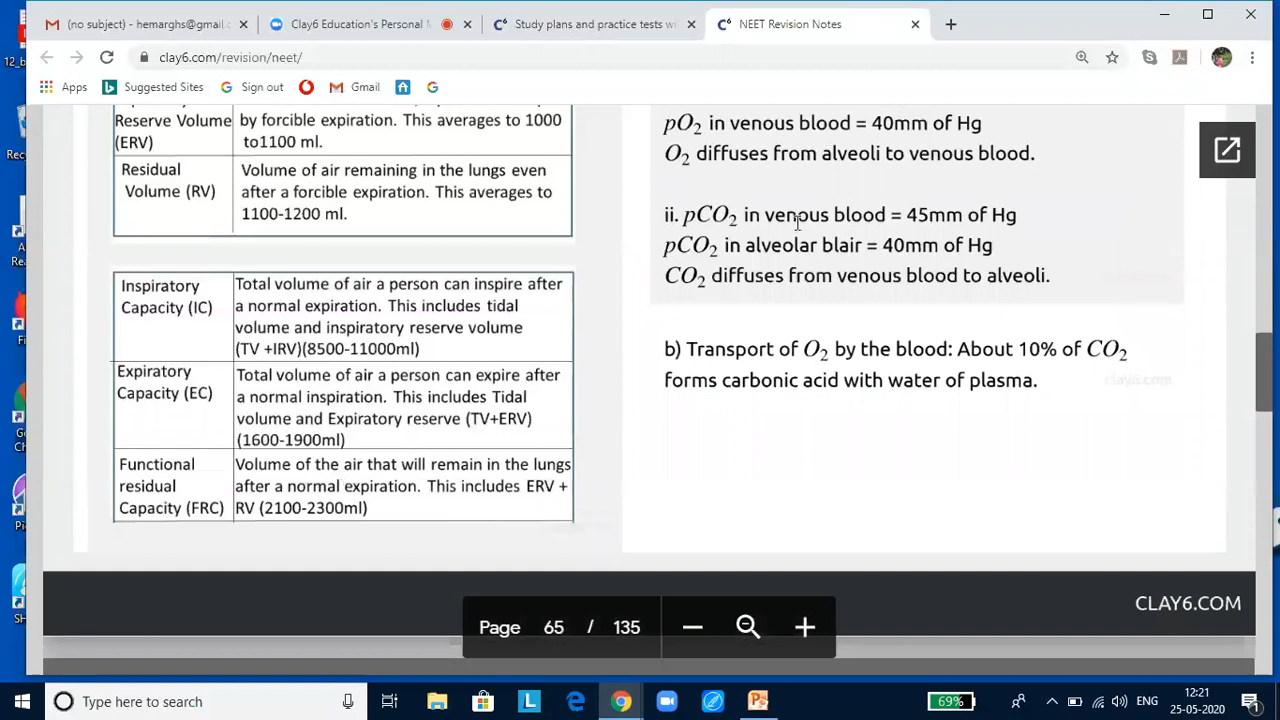 (no subject) - hemarghs@gmail.c
Clay6 Education's Personal M
Study plans and practice tests w
NEET Revision Notes
clay6.com/revision/neet/
Apps
Suggested Sites
Sign out
Gmail
Reserve Volume
(ERV)
by forcible expiration. This averages to 1000
to1100 ml.
Residual
Volume (RV)
Volume of air remaining in the lungs even
after a forcible expiration. This averages to
1100-1200 ml.
Inspiratory
Capacity (IC)
Total volume of air a person can inspire after
a normal expiration. This includes tidal
volume and inspiratory reserve volume
(TV +IRV)(8500-11000ml)
Expiratory
Capacity (EC)
Total volume of air a person can expire after
a normal inspiration. This includes Tidal
volume and Expiratory reserve (TV+ERV)
(1600-1900ml)
Functional
residual
Capacity (FRC)
Volume of the air that will remain in the lungs
after a normal expiration. This includes ERV +
RV (2100-2300ml)
pO2 in venous blood = 40mm of Hg
O2 diffuses from alveoli to venous blood.
ii. pCO2 in venous blood = 45mm of Hg
pCO2 in alveolar blair = 40mm of Hg
CO2 diffuses from venous blood to alveoli.
b) Transport of O2 by the blood: About 10% of CO2
forms carbonic acid with water of plasma.
clay6.com
CLAY6.COM
Page 65 / 135
Type here to search
69%
ENG
12:21
25-05-2020